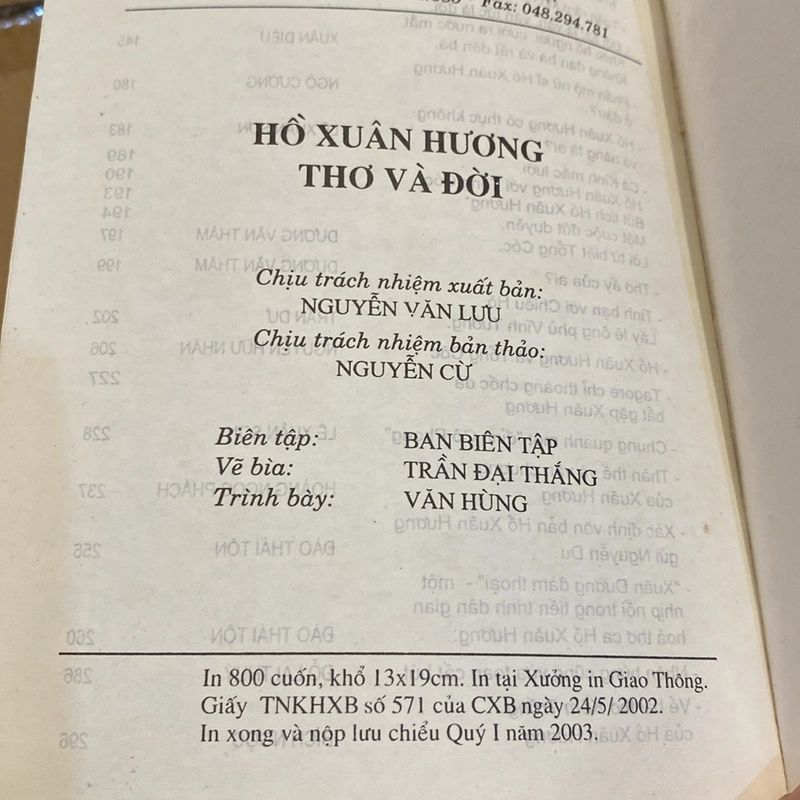 Fax: 048.294.781
HỒ XUÂN HƯƠNG
THƠ VÀ ĐỜI
Chịu trách nhiệm xuất bản:
NGUYỄN VĂN LƯU
Chịu trách nhiệm bản thảo:
NGUYỄN CỪ
Biên tập: BAN BIÊN TẬP
Vẽ bìa: TRẦN ĐẠI THẮNG
Trình bày: VĂN HÙNG
In 800 cuốn, khổ 13x19cm. In tại Xưởng in Giao Thông.
Giấy TNKHXB số 571 của CXB ngày 24/5/ 2002.
In xong và nộp lưu chiểu Quý I năm 2003.